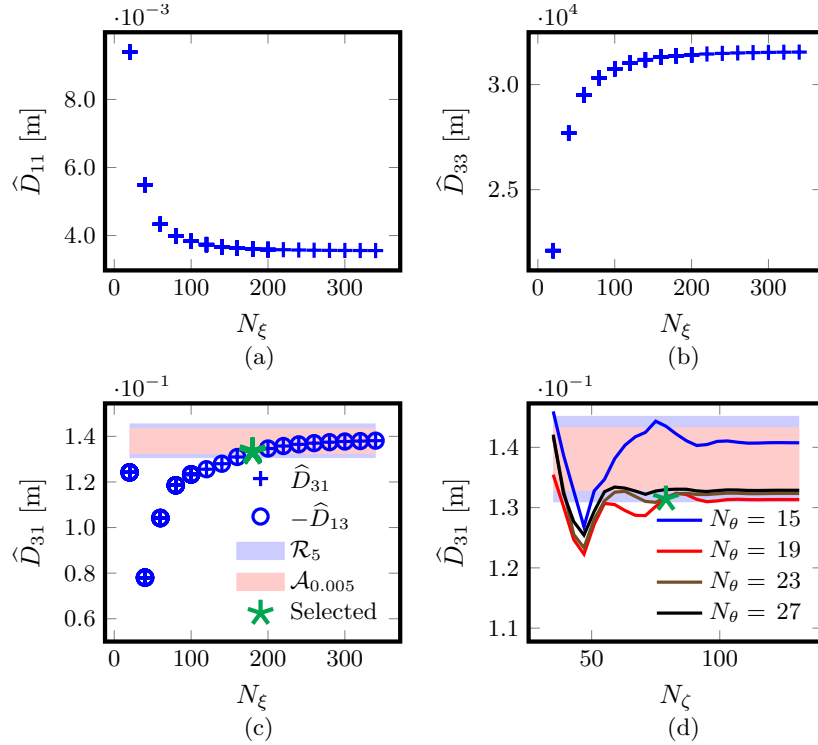 ·10⁻³
8.0
6.0
4.0
0
100
200
300
D̂₁₁ [m]
N_ξ
(a)
·10⁴
3.0
2.5
0
100
200
300
D̂₃₃ [m]
N_ξ
(b)
·10⁻¹
1.4
1.2
1.0
0.8
0.6
0
100
200
300
D̂₃₁ [m]
N_ξ
D̂₃₁
−D̂₁₃
R₅
A₀.₀₀₅
Selected
(c)
·10⁻¹
1.4
1.3
1.2
1.1
50
100
D̂₃₁ [m]
N_ζ
N_θ = 15
N_θ = 19
N_θ = 23
N_θ = 27
(d)